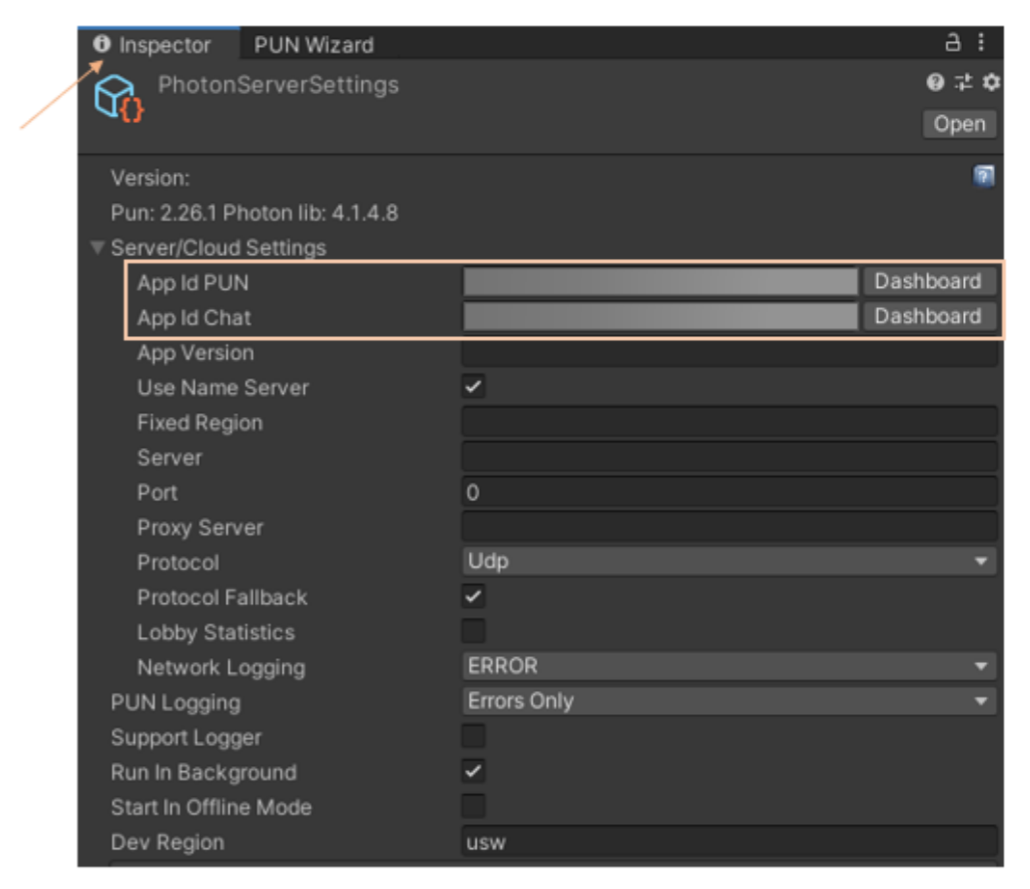 Inspector PUN Wizard
PhotonServerSettings
Open
Version:
Pun: 2.26.1 Photon lib: 4.1.4.8
Server/Cloud Settings
App Id PUN Dashboard
App Id Chat Dashboard
App Version
Use Name Server
Fixed Region
Server
Port 0
Proxy Server
Protocol Udp
Protocol Fallback
Lobby Statistics
Network Logging ERROR
PUN Logging Errors Only
Support Logger
Run In Background
Start In Offline Mode
Dev Region usw